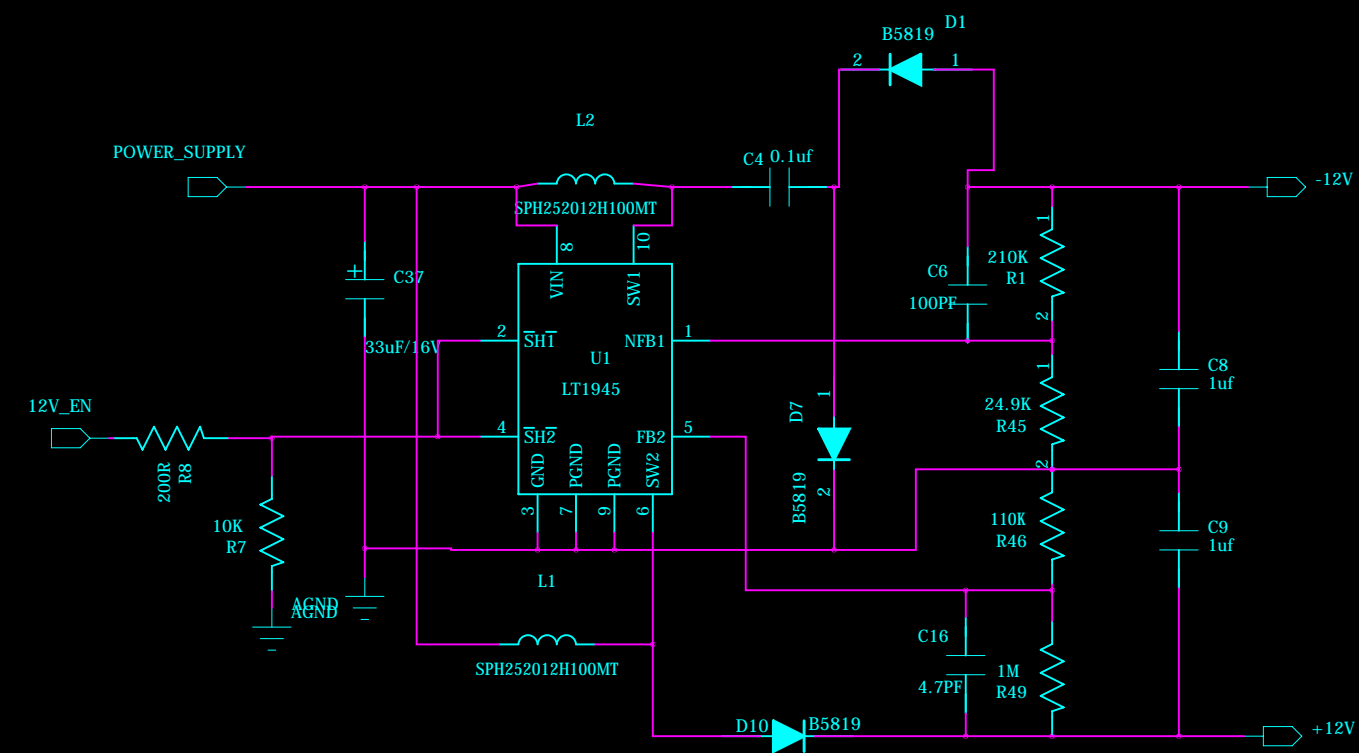 D1
B5819
2
1
L2
POWER_SUPPLY
C4
0.1uf
-12V
SPH252012H100MT
1
8
10
210K
R1
C6
C37
100PF
VIN
SW1
2
2
SH1
NFB1
1
33uF/16V
U1
1
C8
1uf
LT1945
1
12V_EN
24.9K
R45
D7
4
SH2
FB2
5
200R
R8
GND
PGND
PGND
SW2
2
B5819
2
3
7
9
6
10K
R7
110K
R46
C9
1uf
L1
AGND
AGND
C16
SPH252012H100MT
1M
4.7PF
R49
D10
B5819
+12V